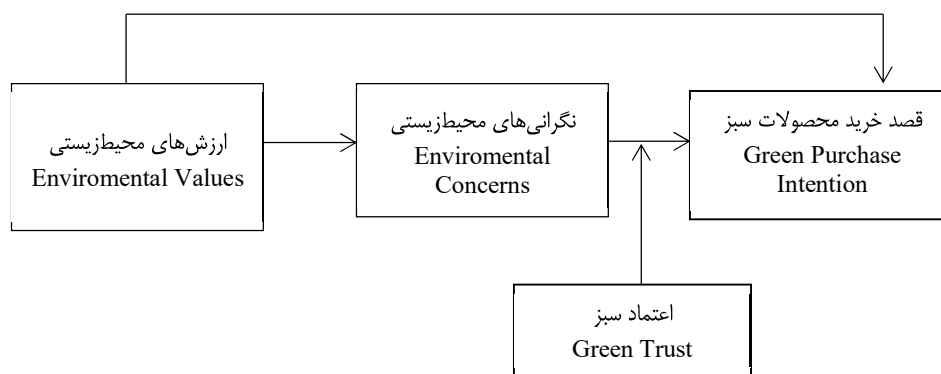 ارزش‌های محیط‌زیستی
Enviromental Values
نگرانی‌های محیط‌زیستی
Enviromental
Concerns
قصد خرید محصولات سبز
Green Purchase
Intention
اعتماد سبز
Green Trust